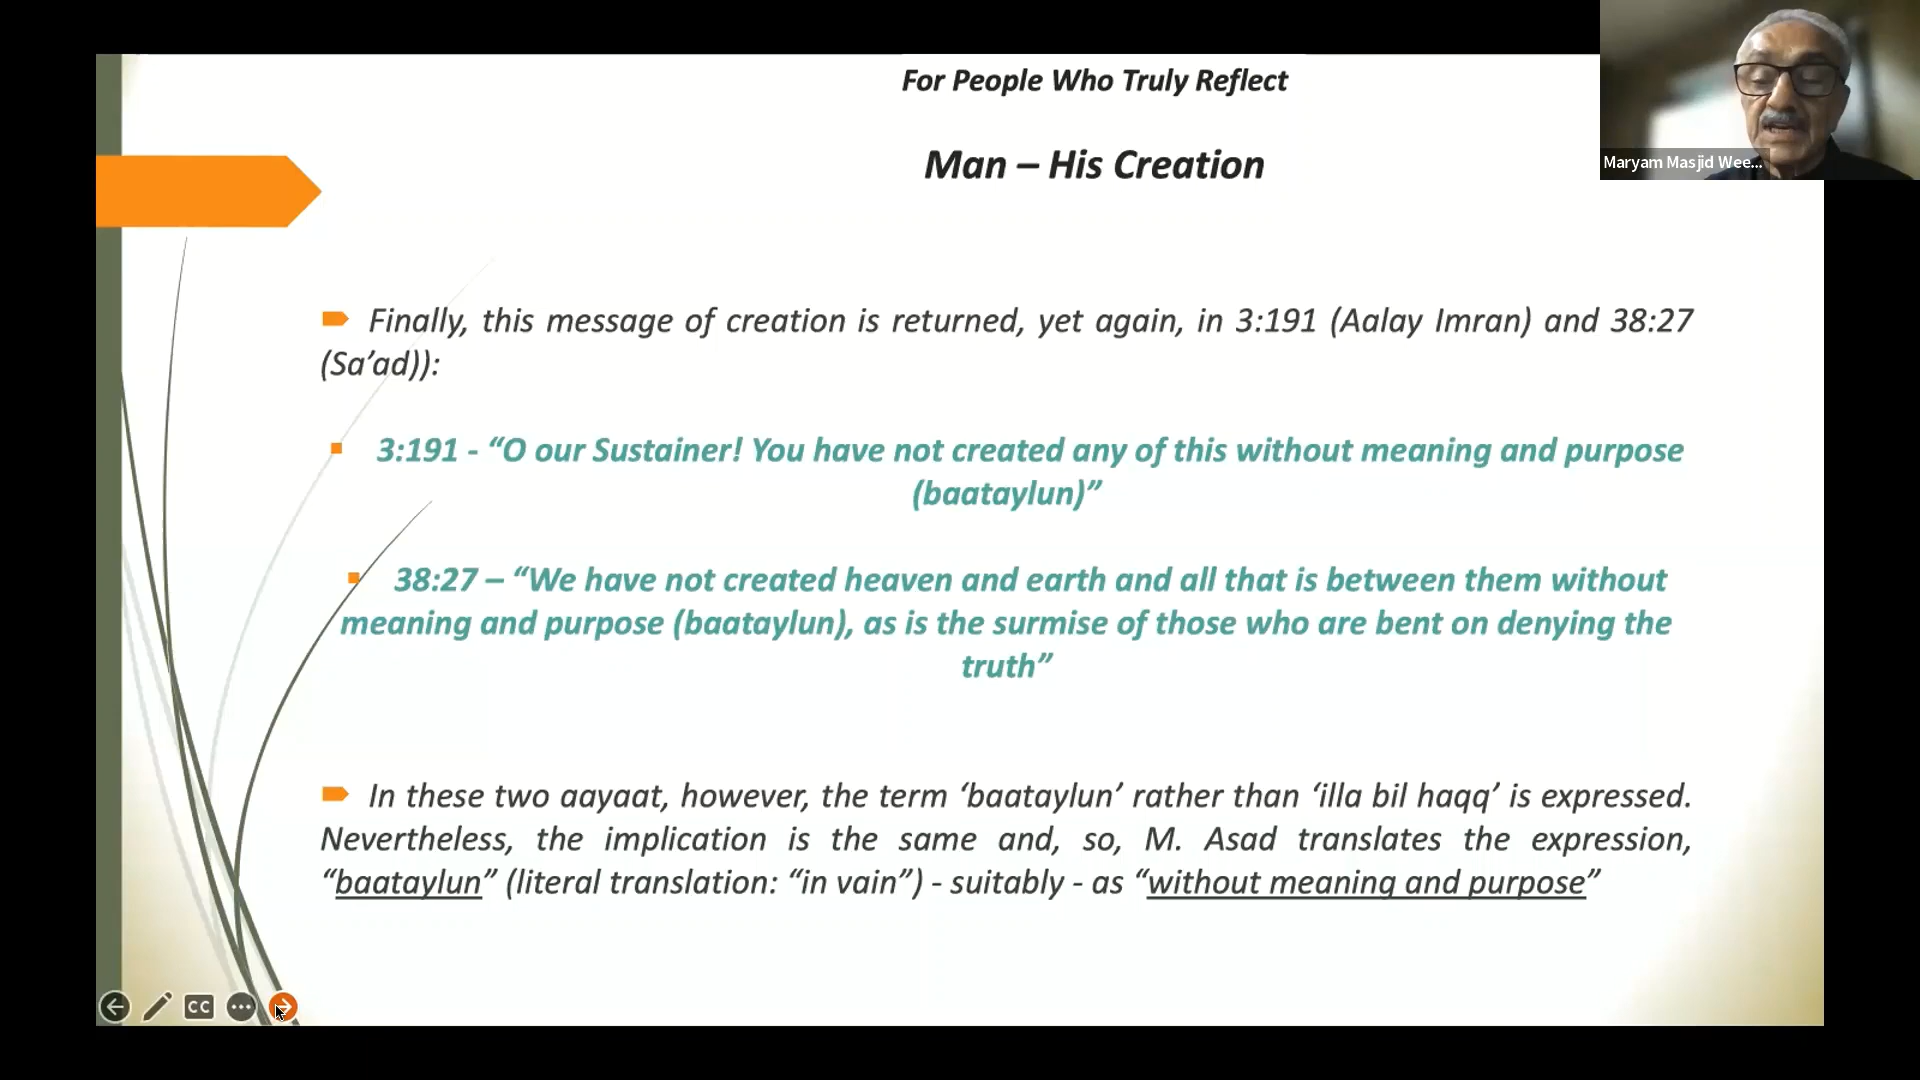 For People Who Truly Reflect
Man – His Creation
Maryam Masjid Wee...
Finally, this message of creation is returned, yet again, in 3:191 (Aalay Imran) and 38:27
(Sa’ad)):
3:191 - “O our Sustainer! You have not created any of this without meaning and purpose
(baataylun)”
38:27 – “We have not created heaven and earth and all that is between them without
meaning and purpose (baataylun), as is the surmise of those who are bent on denying the
truth”
In these two aayaat, however, the term ‘baataylun’ rather than ‘illa bil haqq’ is expressed.
Nevertheless, the implication is the same and, so, M. Asad translates the expression,
“baataylun” (literal translation: “in vain”) - suitably - as “without meaning and purpose”
CC